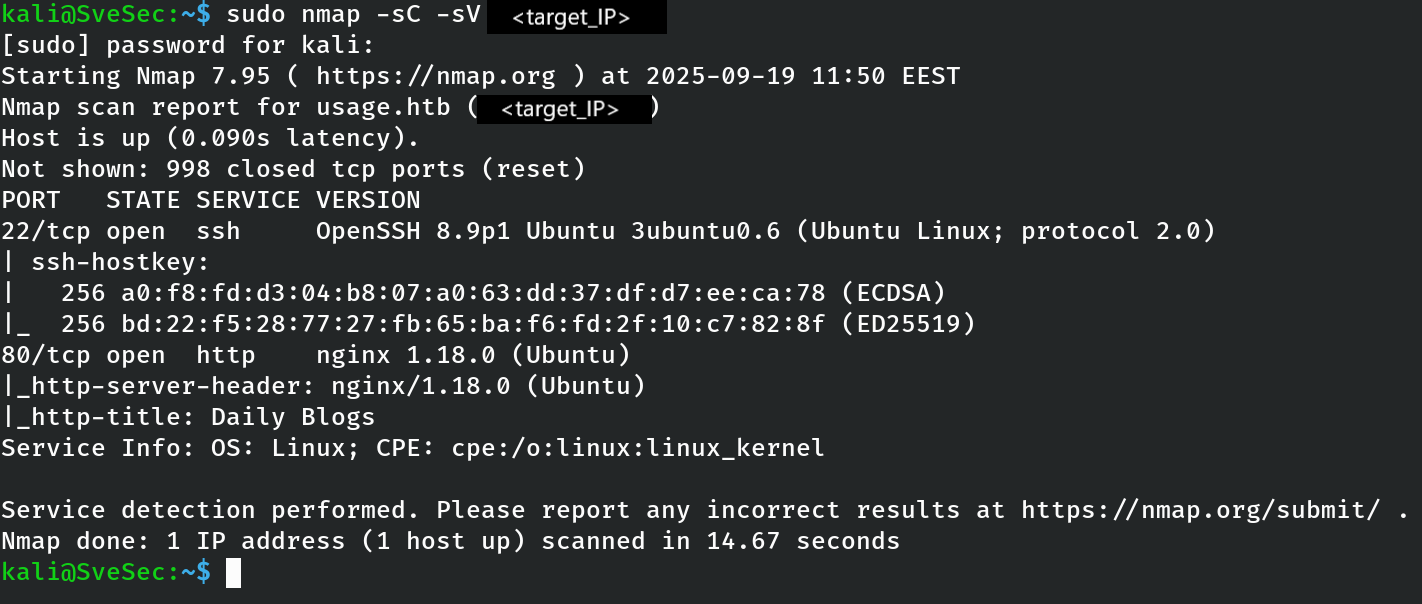 kali@SveSec:~$ sudo nmap -sC -sV <target_IP>
[sudo] password for kali:
Starting Nmap 7.95 ( https://nmap.org ) at 2025-09-19 11:50 EEST
Nmap scan report for usage.htb ( <target_IP> )
Host is up (0.090s latency).
Not shown: 998 closed tcp ports (reset)
PORT   STATE SERVICE VERSION
22/tcp open  ssh     OpenSSH 8.9p1 Ubuntu 3ubuntu0.6 (Ubuntu Linux; protocol 2.0)
| ssh-hostkey:
|   256 a0:f8:fd:d3:04:b8:07:a0:63:dd:37:df:d7:ee:ca:78 (ECDSA)
|_  256 bd:22:f5:28:77:27:fb:65:ba:f6:fd:2f:10:c7:82:8f (ED25519)
80/tcp open  http    nginx 1.18.0 (Ubuntu)
|_http-server-header: nginx/1.18.0 (Ubuntu)
|_http-title: Daily Blogs
Service Info: OS: Linux; CPE: cpe:/o:linux:linux_kernel

Service detection performed. Please report any incorrect results at https://nmap.org/submit/ .
Nmap done: 1 IP address (1 host up) scanned in 14.67 seconds
kali@SveSec:~$